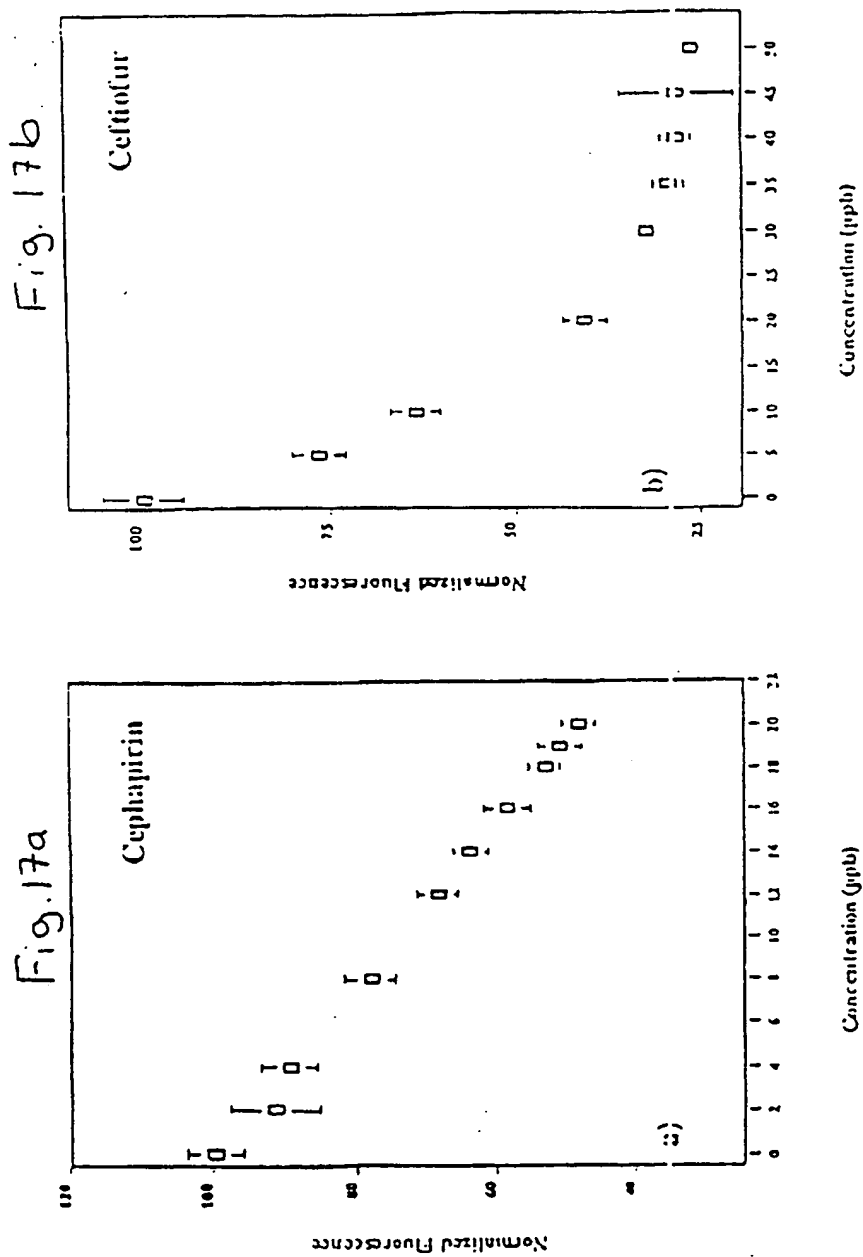 Fig. 17a
Cephapirin
Normalized Fluorescence
120
100
80
60
40
a)
0 2 4 6 8 10 12 14 16 18 20 22
Concentration (ppb)
Fig. 17b
Ceftiofur
Normalized Fluorescence
100
75
50
25
b)
0 5 10 15 20 25 30 35 40 45 50
Concentration (ppb)